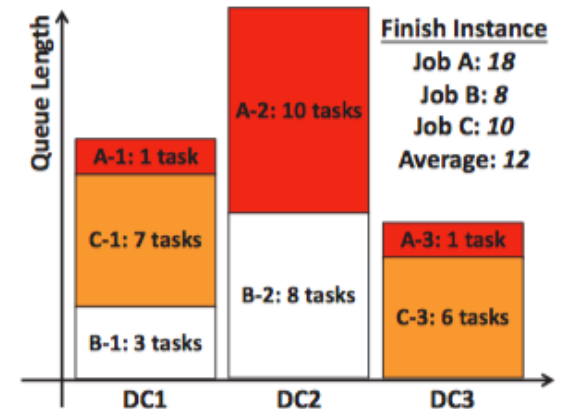 Queue Length
Finish Instance
Job A: 18
Job B: 8
Job C: 10
Average: 12
A-1: 1 task
C-1: 7 tasks
B-1: 3 tasks
A-2: 10 tasks
B-2: 8 tasks
A-3: 1 task
C-3: 6 tasks
DC1
DC2
DC3